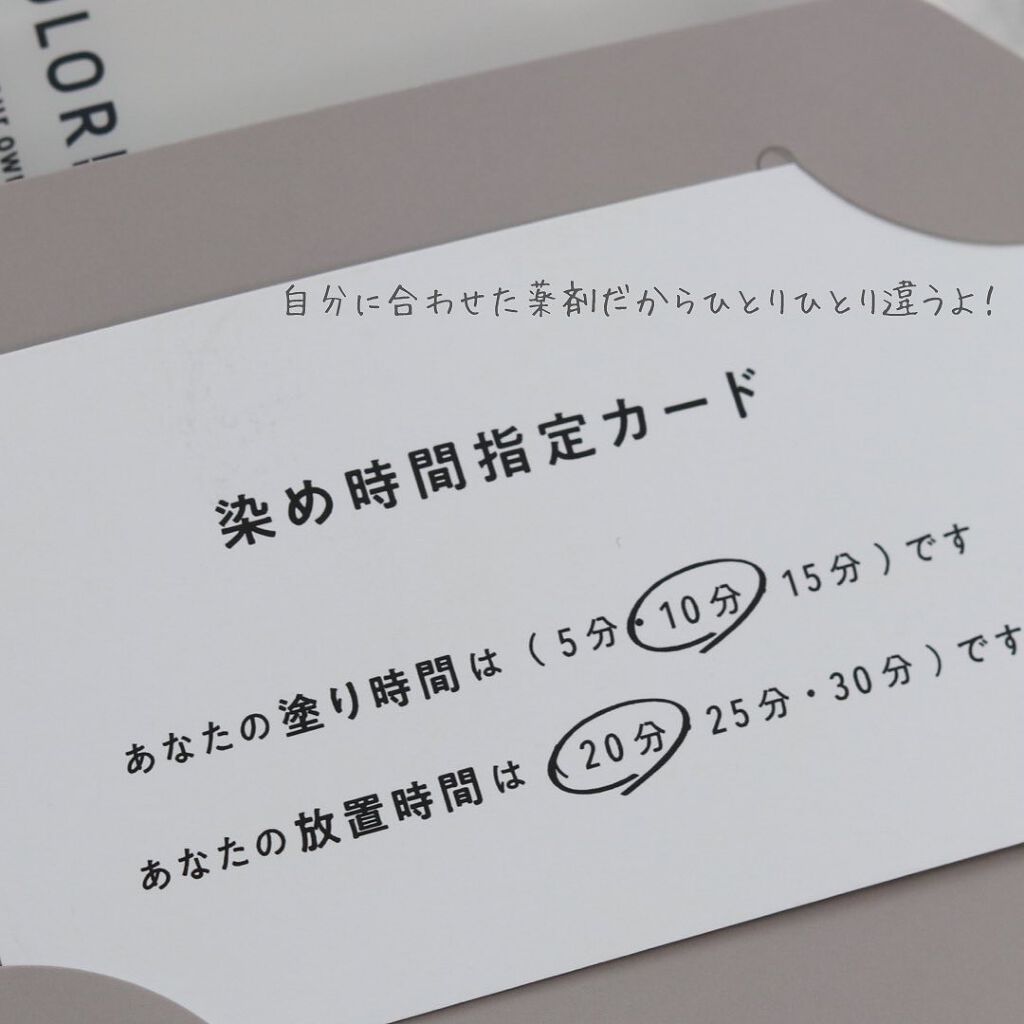 OLOR
our own
自分に合わせた薬剤だからひとりひとり違うよ!
染め時間指定カード
あなたの塗り時間は(5分・10分 15分)です
あなたの放置時間は(20分 25分・30分)です